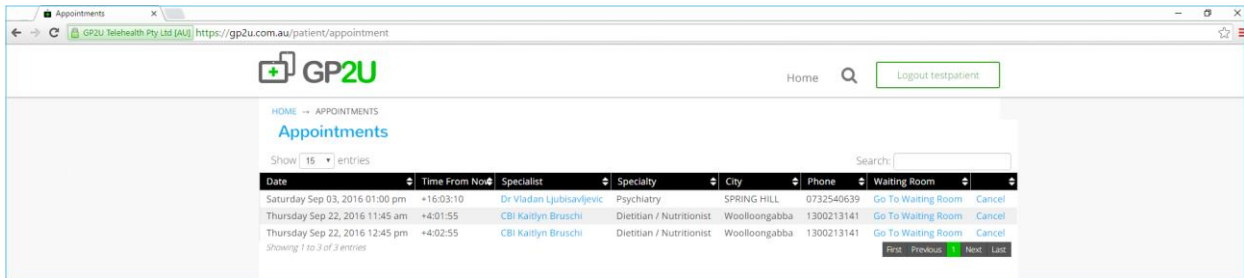 Appointments
GP2U Telehealth Pty Ltd [AU] https://gp2u.com.au/patient/appointment
GP2U Home Logout testpatient
HOME → APPOINTMENTS
Appointments
Show 15 entries Search:
Date Time From Now Specialist Specialty City Phone Waiting Room
Saturday Sep 03, 2016 01:00 pm +16:03:10 Dr Vladan Ljubisavljevic Psychiatry SPRING HILL 0732540639 Go To Waiting Room Cancel
Thursday Sep 22, 2016 11:45 am +4:01:55 CBI Kaitlyn Bruschi Dietitian / Nutritionist Woolloongabba 1300213141 Go To Waiting Room Cancel
Thursday Sep 22, 2016 12:45 pm +4:02:55 CBI Kaitlyn Bruschi Dietitian / Nutritionist Woolloongabba 1300213141 Go To Waiting Room Cancel
Showing 1 to 3 of 3 entries First Previous 1 Next Last